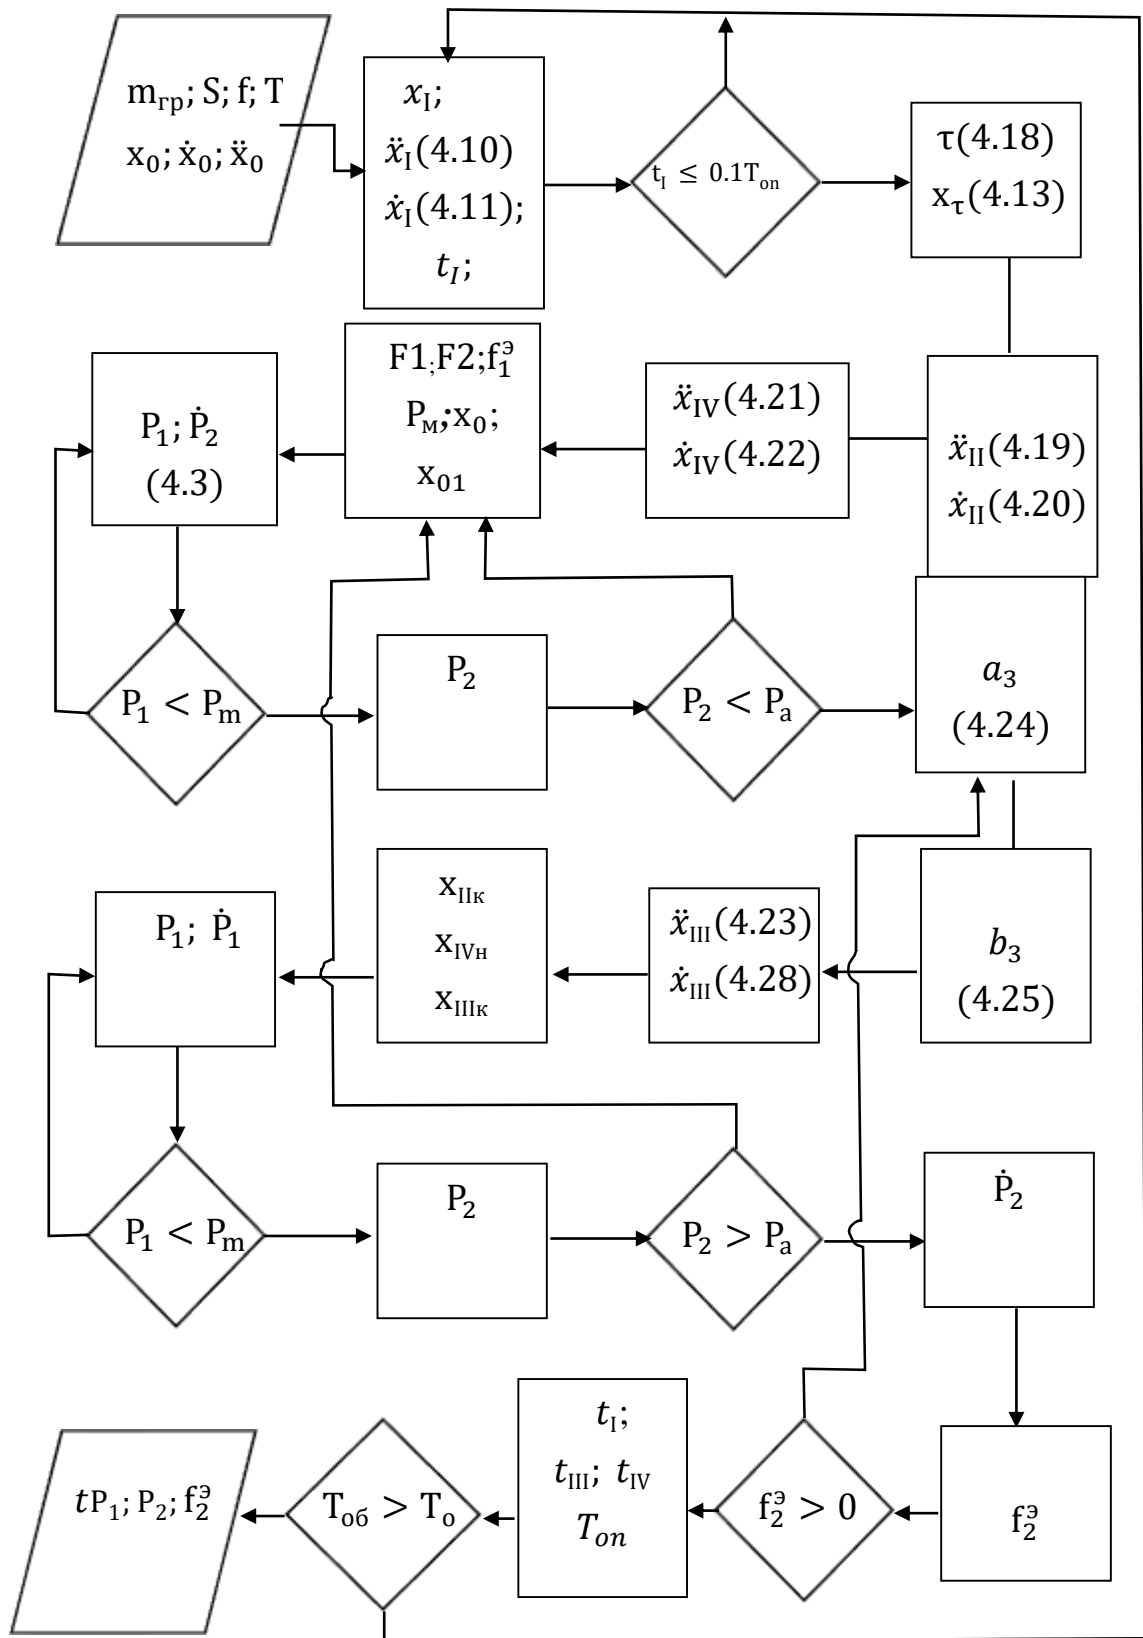 m_гр; S; f; T
x₀; ẋ₀; ẍ₀
x_I;
ẍ_I(4.10)
ẋ_I(4.11);
t_I;
t_I ≤ 0.1T_on
τ(4.18)
x_τ(4.13)
P₁; Ṗ₂
(4.3)
F1;F2;f₁^э
P_м;x₀;
x₀₁
ẍ_IV(4.21)
ẋ_IV(4.22)
ẍ_II(4.19)
ẋ_II(4.20)
P₁ < P_m
P₂
P₂ < P_a
a₃
(4.24)
P₁; Ṗ₁
x_IIк
x_IVн
x_IIIк
ẍ_III(4.23)
ẋ_III(4.28)
b₃
(4.25)
P₁ < P_m
P₂
P₂ > P_a
Ṗ₂
tP₁; P₂; f₂^э
T_об > T_о
t_I;
t_III; t_IV
T_on
f₂^э > 0
f₂^э